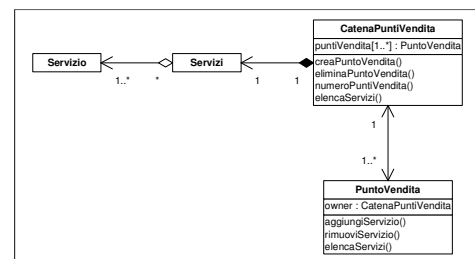 CatenaPuntiVendita
puntiVendita[1..*] : PuntoVendita
creaPuntoVendita()
eliminaPuntoVendita()
numeroPuntiVendita()
elencaServizi()
Servizio
Servizi
1..*
*
1
1
1
1..*
PuntoVendita
owner : CatenaPuntiVendita
aggiungiServizio()
rimuoviServizio()
elencaServizi()